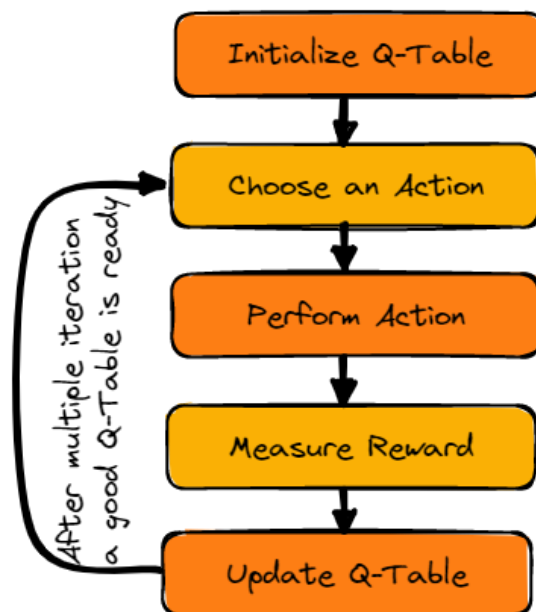 Initialize Q-Table
Choose an Action
Perform Action
Measure Reward
Update Q-Table
After multiple iteration
a good Q-Table is ready